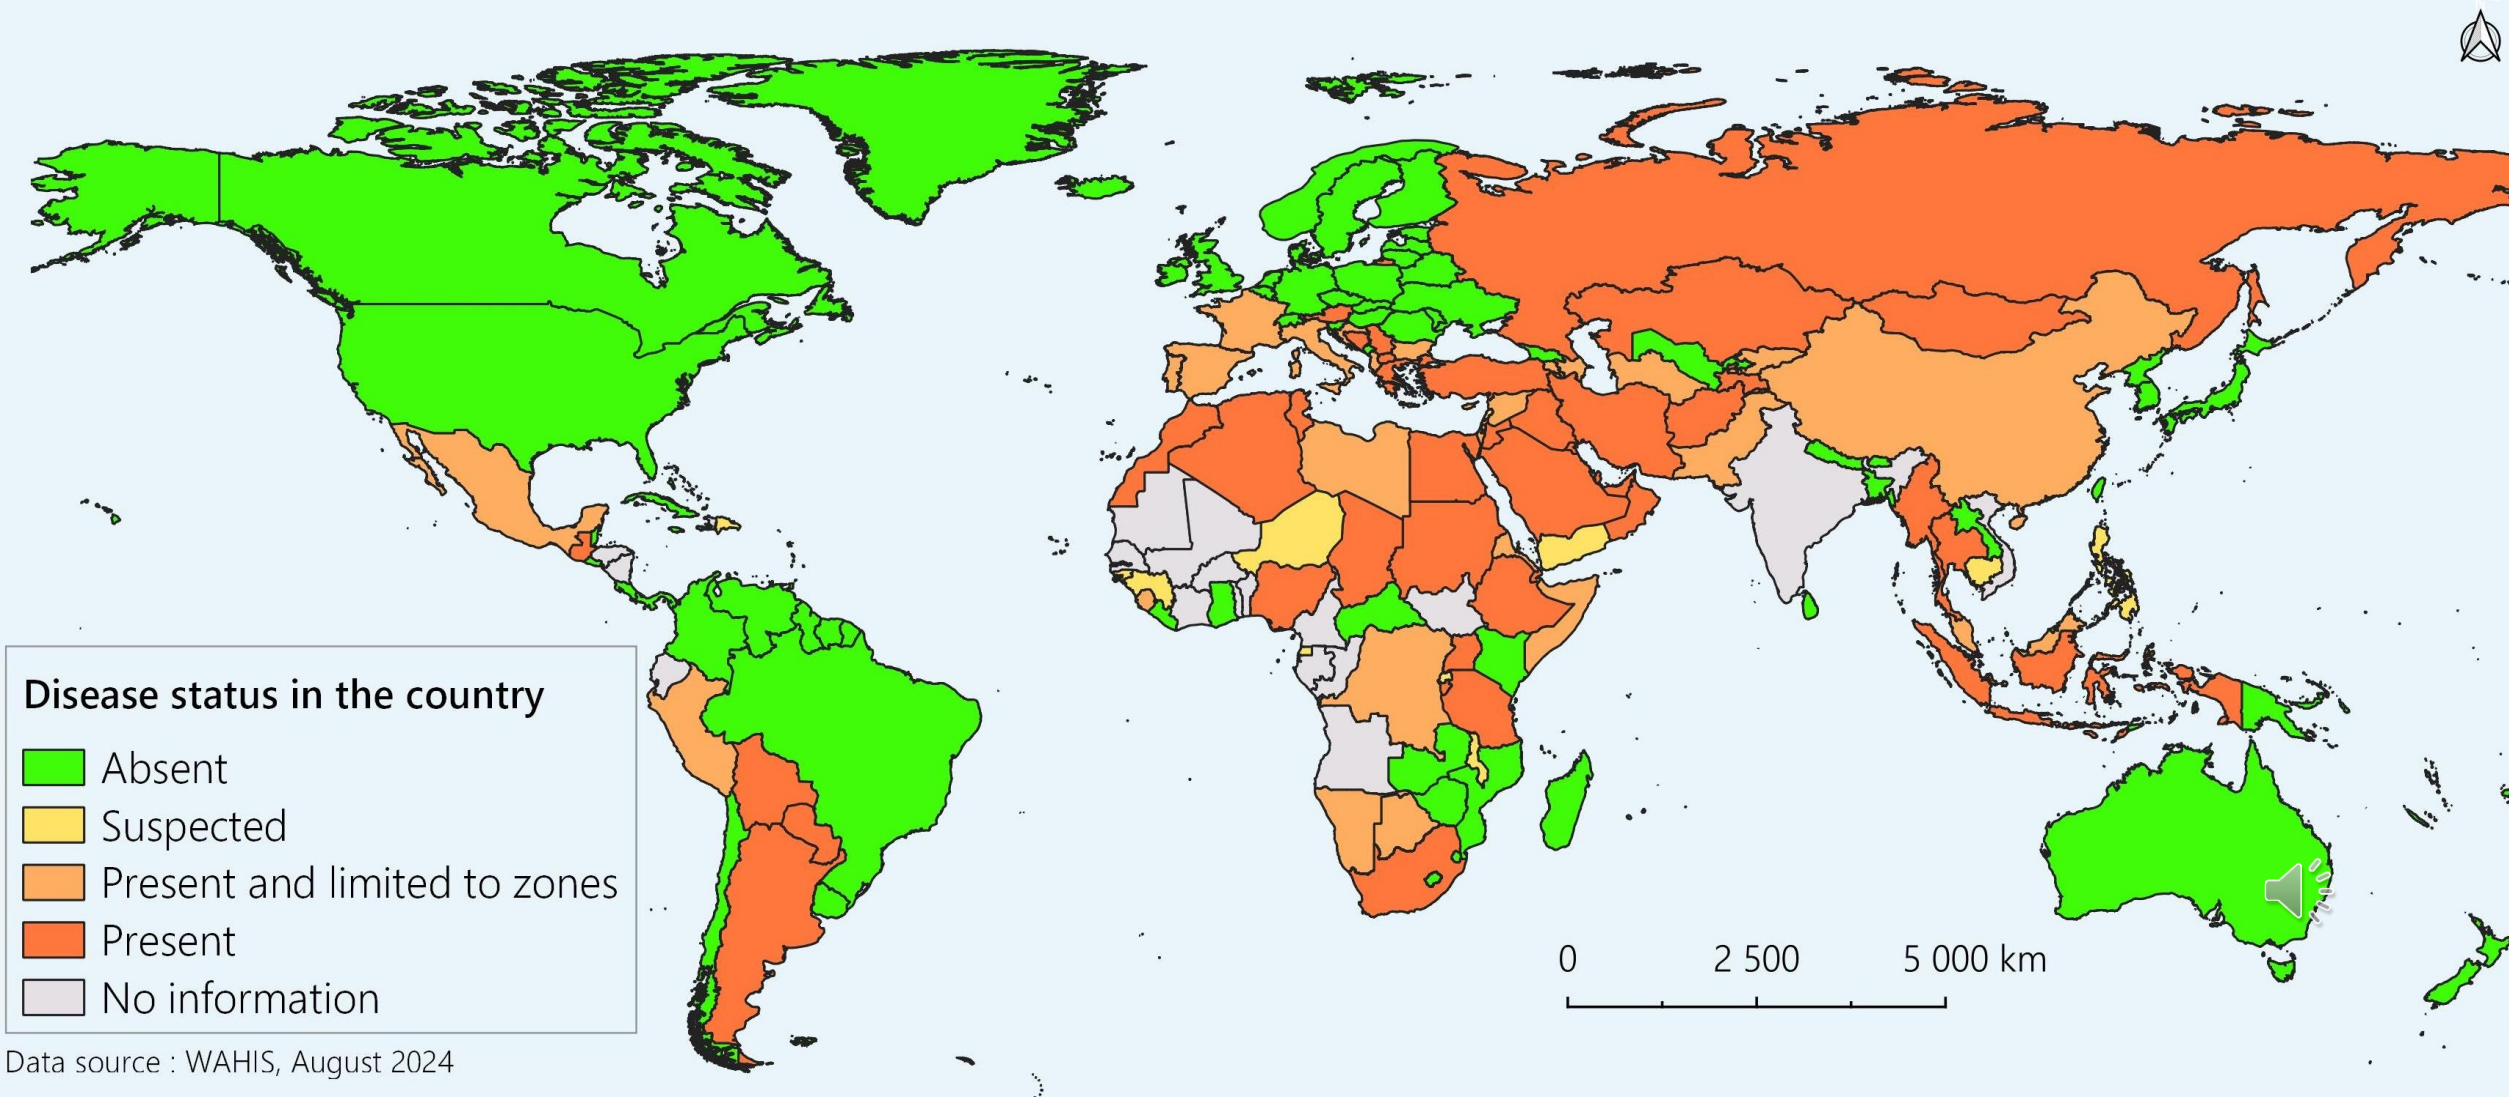 Disease status in the country
Absent
Suspected
Present and limited to zones
Present
No information
Data source : WAHIS, August 2024
0 2 500 5 000 km